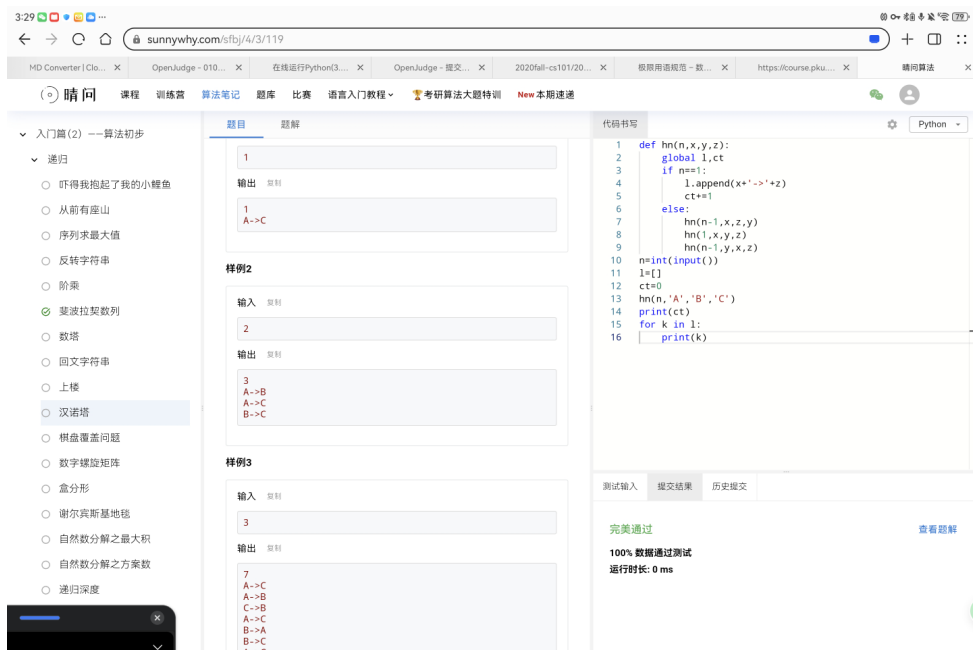 3:29
79
sunnywhy.com/sfbj/4/3/119
MD Converter | Clo...
OpenJudge - 010...
在线运行Python(3....
OpenJudge - 提交...
2020fall-cs101/20...
极限用语规范 – 数...
https://course.pku....
晴问算法
晴问 课程 训练营 算法笔记 题库 比赛 语言入门教程 考研算法大题特训 New 本期速递
入门篇(2) ——算法初步
递归
吓得我抱起了我的小鲤鱼
从前有座山
序列求最大值
反转字符串
阶乘
斐波拉契数列
数塔
回文字符串
上楼
汉诺塔
棋盘覆盖问题
数字螺旋矩阵
盒分形
谢尔宾斯基地毯
自然数分解之最大积
自然数分解之方案数
递归深度
题目 题解
1
输出 复制
1
A->C
样例2
输入 复制
2
输出 复制
3
A->B
A->C
B->C
样例3
输入 复制
3
输出 复制
7
A->C
A->B
C->B
A->C
B->A
B->C
代码书写
Python
1 def hn(n,x,y,z):
2 global l,ct
3 if n==1:
4 l.append(x+'->'+z)
5 ct+=1
6 else:
7 hn(n-1,x,z,y)
8 hn(1,x,y,z)
9 hn(n-1,y,x,z)
10 n=int(input())
11 l=[]
12 ct=0
13 hn(n,'A','B','C')
14 print(ct)
15 for k in l:
16 print(k)
测试输入 提交结果 历史提交
完美通过
查看题解
100% 数据通过测试
运行时长: 0 ms